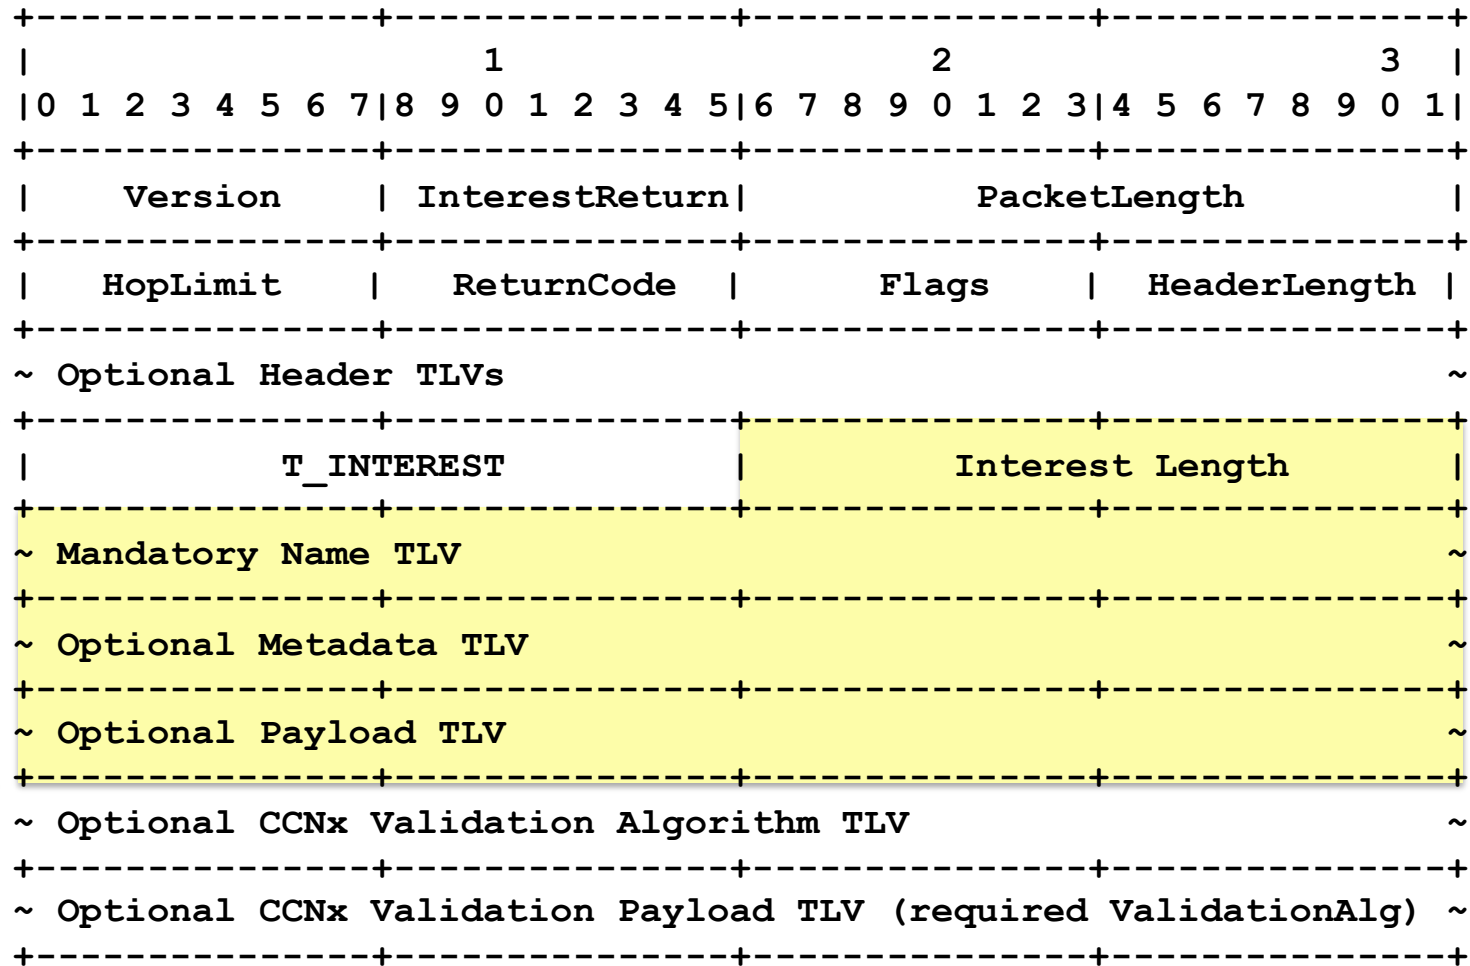 +---------------+---------------+---------------+---------------+
|                    1                   2                   3  |
|0 1 2 3 4 5 6 7|8 9 0 1 2 3 4 5|6 7 8 9 0 1 2 3|4 5 6 7 8 9 0 1|
+---------------+---------------+---------------+---------------+
|    Version    | InterestReturn|          PacketLength         |
+---------------+---------------+---------------+---------------+
|   HopLimit    |   ReturnCode  |      Flags    |  HeaderLength |
+---------------+---------------+---------------+---------------+
~ Optional Header TLVs                                          ~
+---------------+---------------+---------------+---------------+
|           T_INTEREST          |         Interest Length       |
+---------------+---------------+---------------+---------------+
~ Mandatory Name TLV                                            ~
+---------------+---------------+---------------+---------------+
~ Optional Metadata TLV                                         ~
+---------------+---------------+---------------+---------------+
~ Optional Payload TLV                                          ~
+---------------+---------------+---------------+---------------+
~ Optional CCNx Validation Algorithm TLV                        ~
+---------------+---------------+---------------+---------------+
~ Optional CCNx Validation Payload TLV (required ValidationAlg) ~
+---------------+---------------+---------------+---------------+